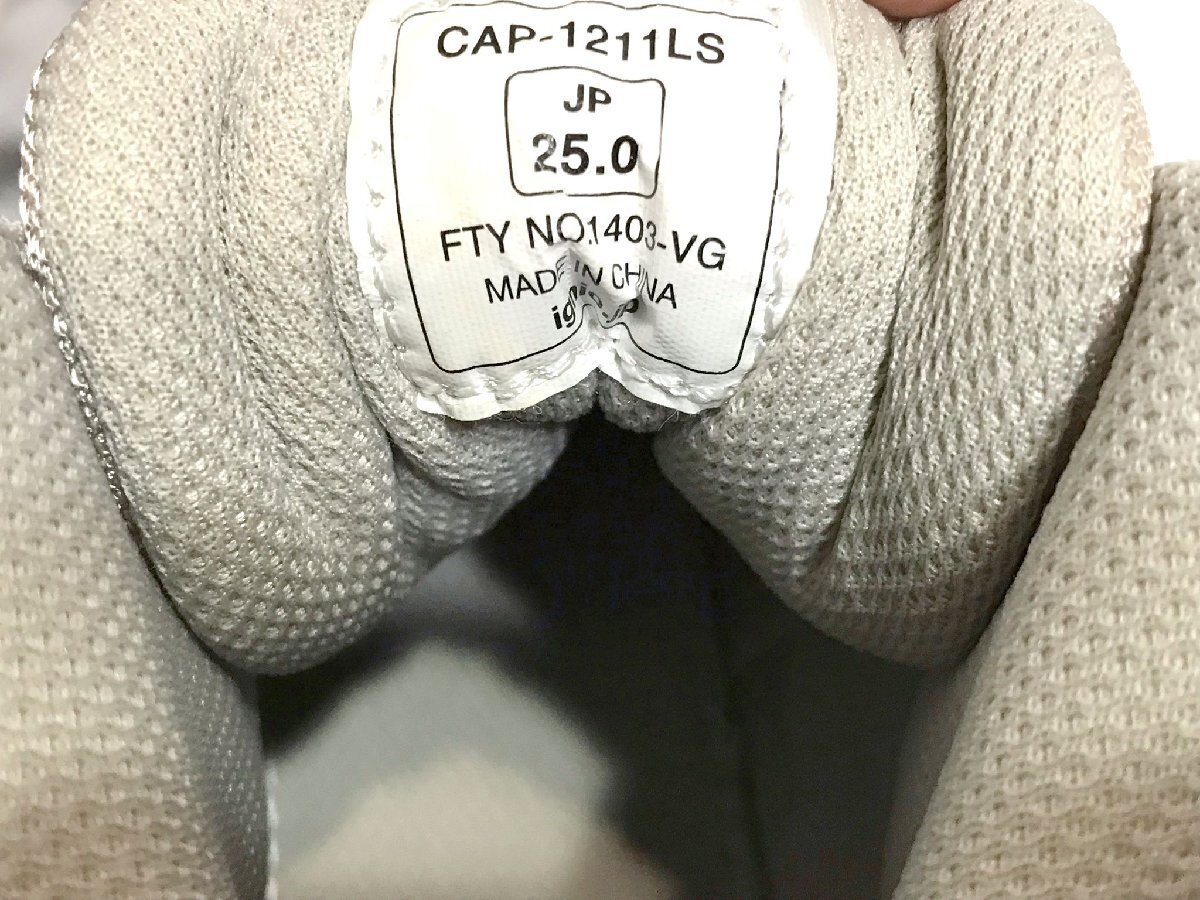 CAP-1211LS
JP
25.0
FTY NO.1403-VG
MADE IN CHINA